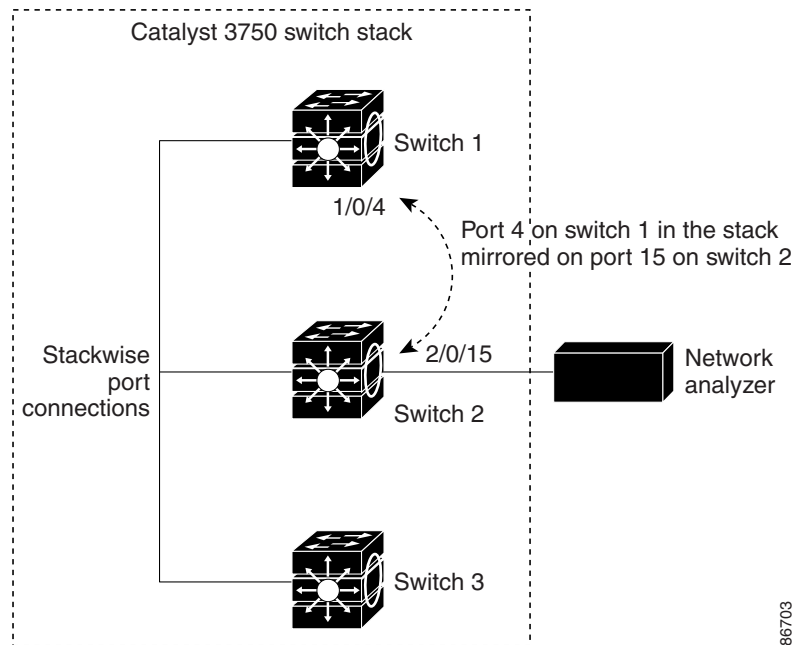 Catalyst 3750 switch stack
Switch 1
1/0/4
Port 4 on switch 1 in the stack
mirrored on port 15 on switch 2
Stackwise
port
connections
2/0/15
Switch 2
Network
analyzer
Switch 3
86703